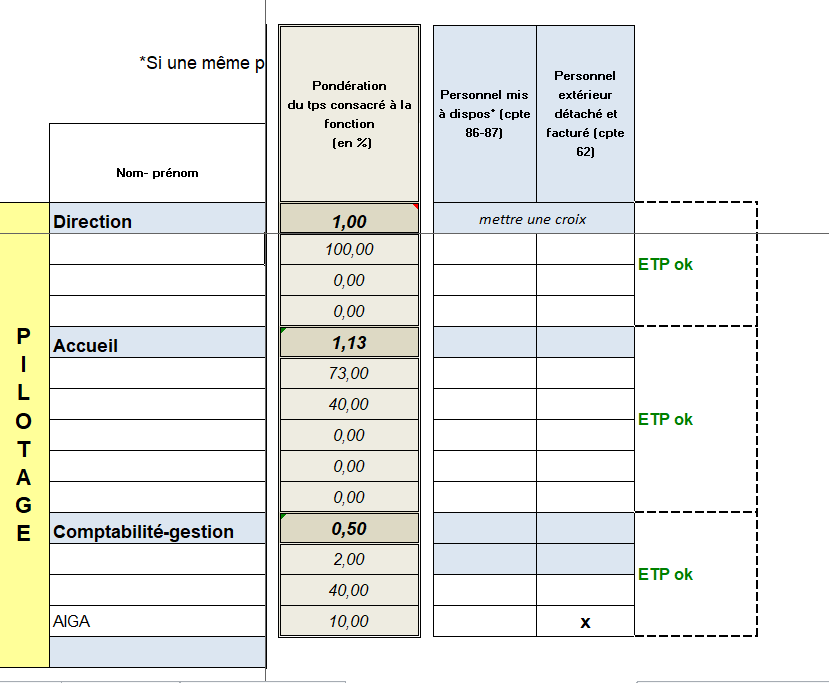 *Si une même p
Pondération
du tps consacré à la
fonction
(en %)
Personnel mis
à dispos* (cpte
86-87)
Personnel
extérieur
détaché et
facturé (cpte
62)
Nom- prénom
PILOTAGE
Direction 1,00 mettre une croix
100,00
ETP ok
0,00
0,00
Accueil 1,13
73,00
40,00
ETP ok
0,00
0,00
0,00
Comptabilité-gestion 0,50
2,00
ETP ok
40,00
AIGA 10,00 x